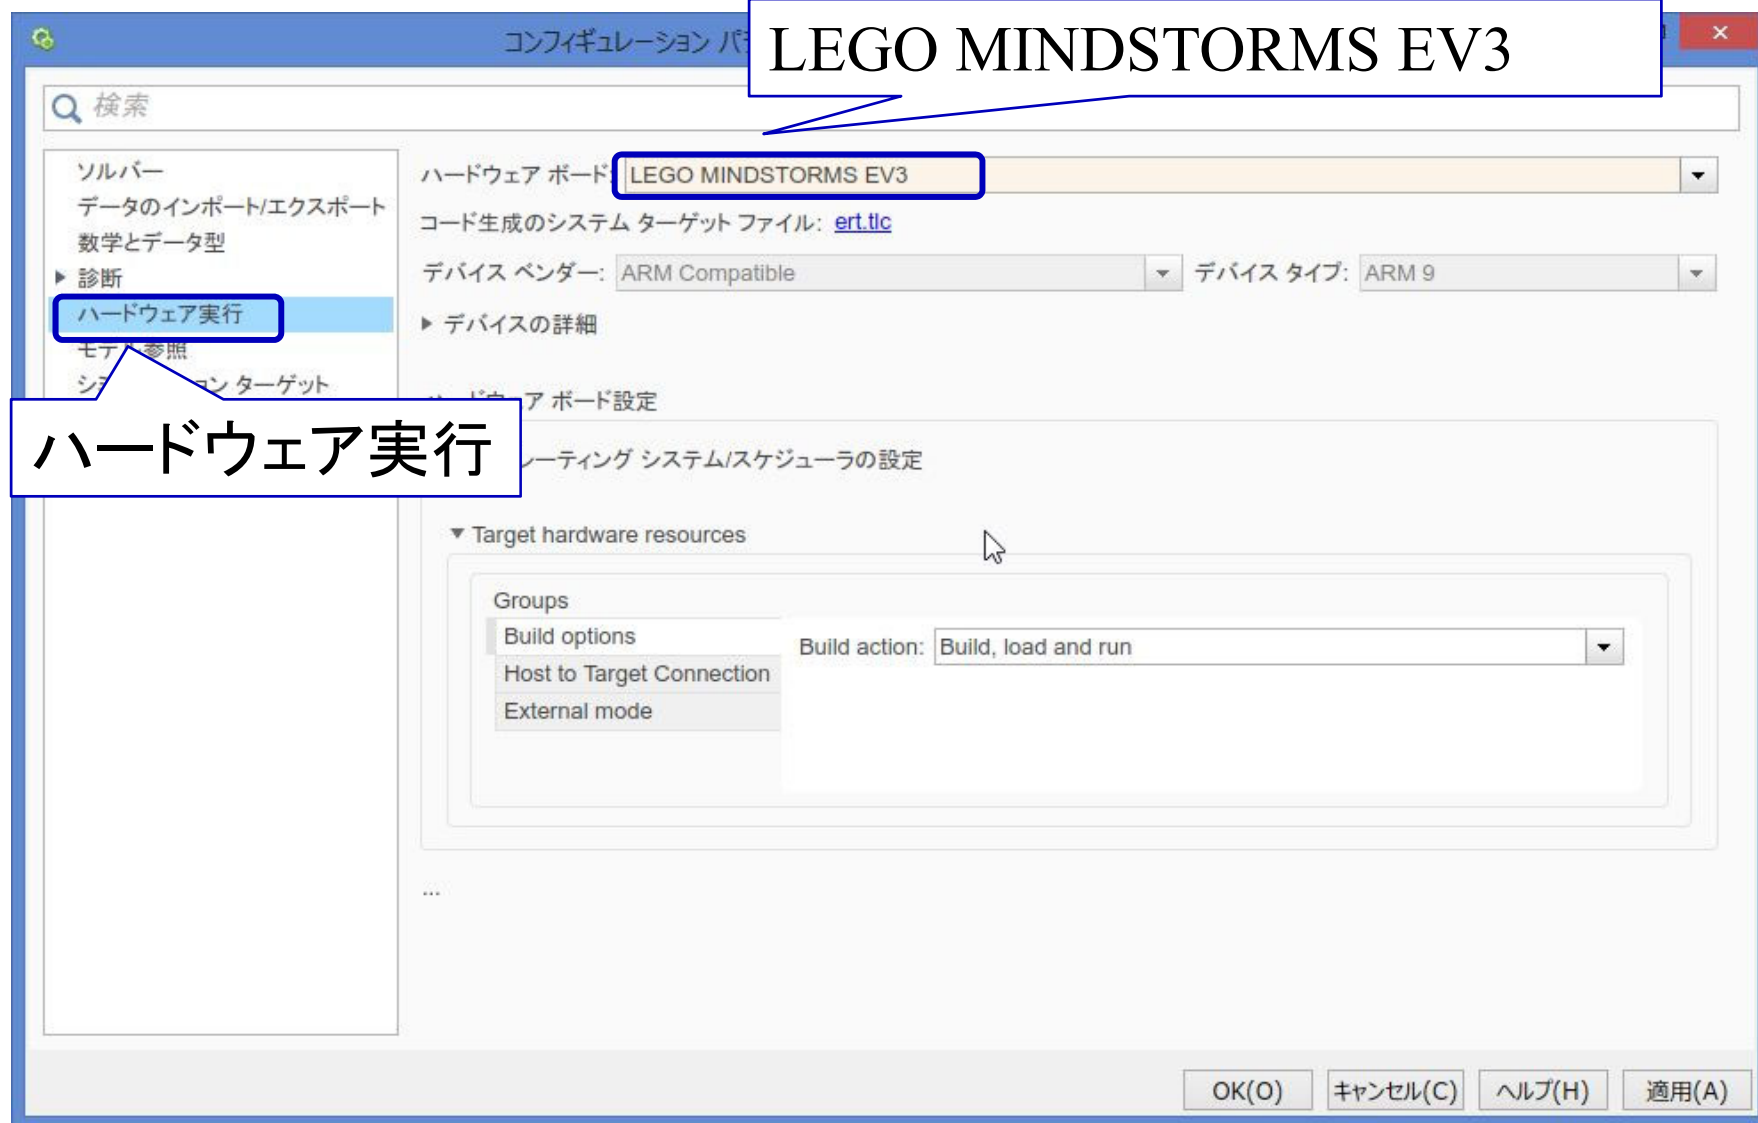 コンフィギュレーション
LEGO MINDSTORMS EV3
検索
ソルバー
データのインポート/エクスポート
数学とデータ型
診断
ハードウェア実行
参照
ターゲット
ハードウェア実行
ハードウェア ボード: LEGO MINDSTORMS EV3
コード生成のシステム ターゲット ファイル: ert.tlc
デバイス ベンダー: ARM Compatible デバイス タイプ: ARM 9
デバイスの詳細
ボード設定
レーティング システム/スケジューラの設定
Target hardware resources
Groups
Build options
Host to Target Connection
External mode
Build action: Build, load and run
...
OK(O) キャンセル(C) ヘルプ(H) 適用(A)